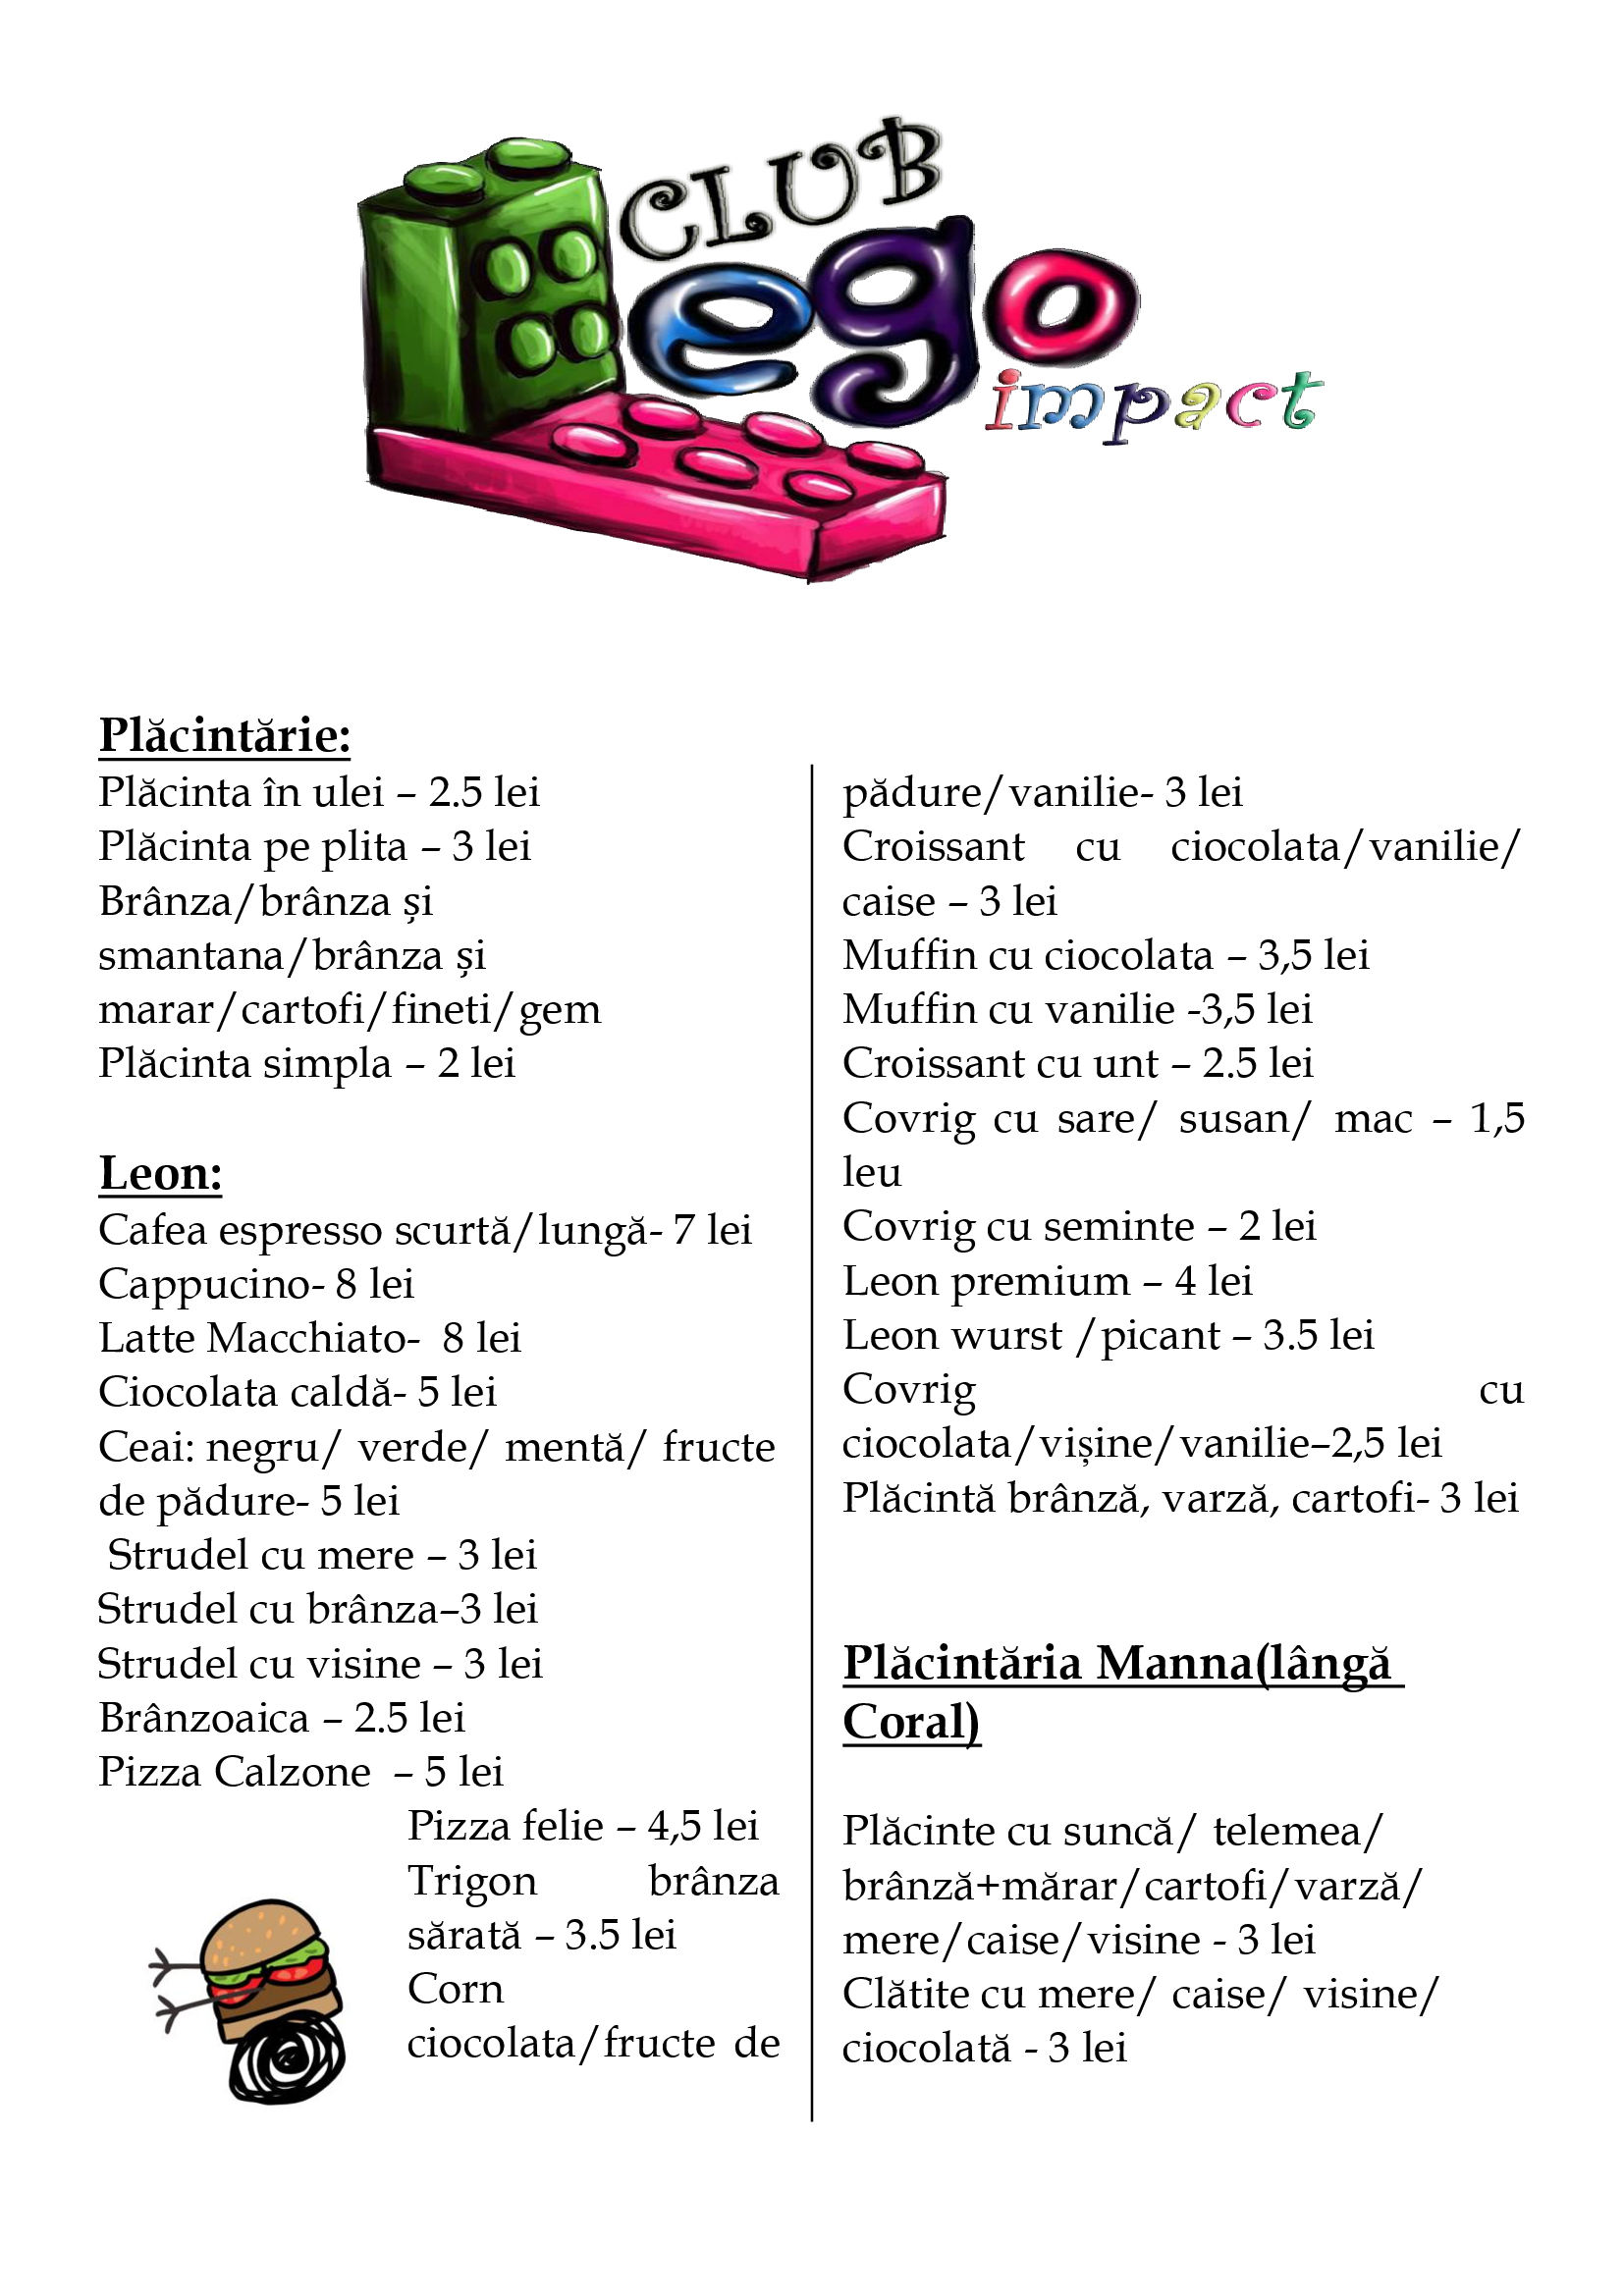 CLUB
Lego
impact
Plăcintărie:
Plăcinta în ulei – 2.5 lei
Plăcinta pe plita – 3 lei
Brânza/brânza și
smantana/brânza și
marar/cartofi/fineti/gem
Plăcinta simpla – 2 lei
Leon:
Cafea espresso scurtă/lungă- 7 lei
Cappucino- 8 lei
Latte Macchiato-  8 lei
Ciocolata caldă- 5 lei
Ceai: negru/ verde/ mentă/ fructe
de pădure- 5 lei
Strudel cu mere – 3 lei
Strudel cu brânza–3 lei
Strudel cu visine – 3 lei
Brânzoaica – 2.5 lei
Pizza Calzone  – 5 lei
Pizza felie – 4,5 lei
Trigon brânza
sărată – 3.5 lei
Corn
ciocolata/fructe de
pădure/vanilie- 3 lei
Croissant cu ciocolata/vanilie/
caise – 3 lei
Muffin cu ciocolata – 3,5 lei
Muffin cu vanilie -3,5 lei
Croissant cu unt – 2.5 lei
Covrig cu sare/ susan/ mac – 1,5
leu
Covrig cu seminte – 2 lei
Leon premium – 4 lei
Leon wurst /picant – 3.5 lei
Covrig cu
ciocolata/vișine/vanilie–2,5 lei
Plăcintă brânză, varză, cartofi- 3 lei
Plăcintăria Manna(lângă
Coral)
Plăcinte cu suncă/ telemea/
brânză+mărar/cartofi/varză/
mere/caise/visine - 3 lei
Clătite cu mere/ caise/ visine/
ciocolată - 3 lei